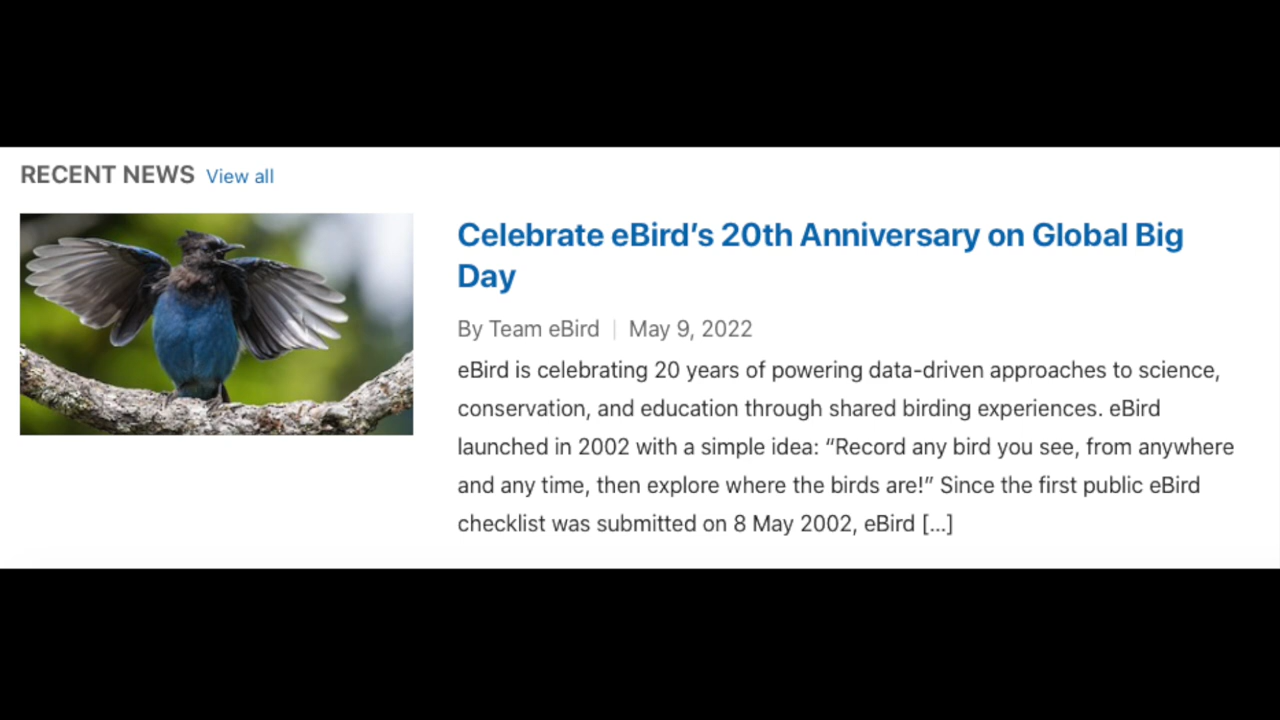 RECENT NEWS View all
Celebrate eBird’s 20th Anniversary on Global Big
Day
By Team eBird | May 9, 2022
eBird is celebrating 20 years of powering data-driven approaches to science,
conservation, and education through shared birding experiences. eBird
launched in 2002 with a simple idea: “Record any bird you see, from anywhere
and any time, then explore where the birds are!” Since the first public eBird
checklist was submitted on 8 May 2002, eBird [...]